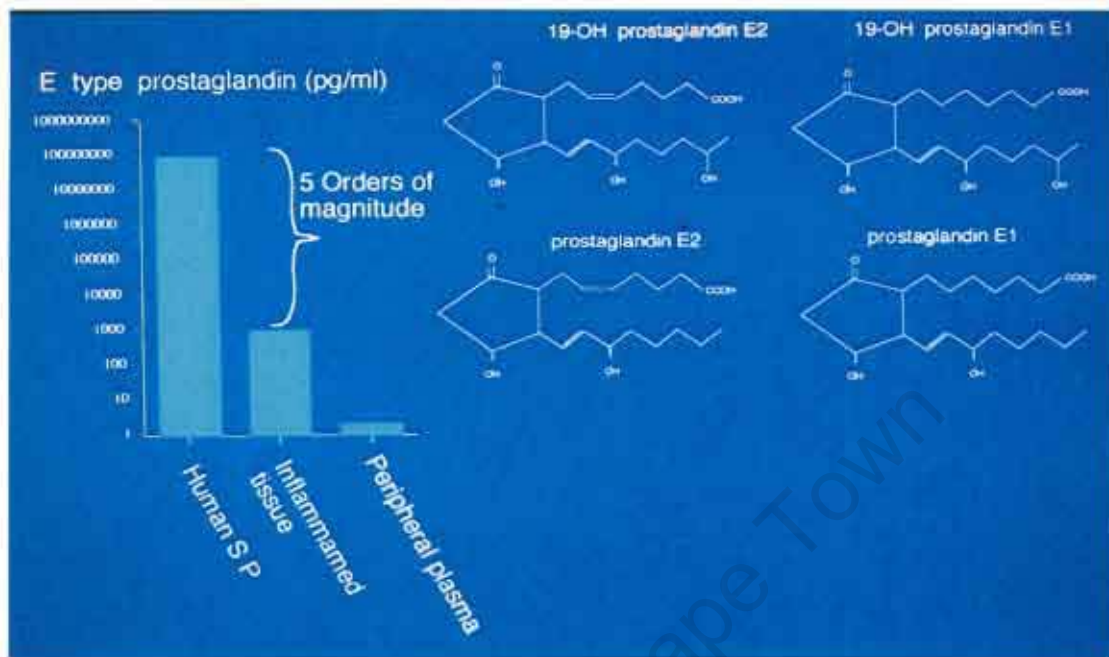 19-OH prostaglandin E2
19-OH prostaglandin E1
E type prostaglandin (pg/ml)
1000000000
100000000
10000000
1000000
100000
10000
1000
100
10
1
5 Orders of
magnitude
Human S P
Inflammamed
tissue
Peripheral plasma
O
COOH
OH
OH
OH
O
COOH
OH
OH
OH
prostaglandin E2
prostaglandin E1
O
COOH
OH
OH
O
COOH
OH
OH
ape Town